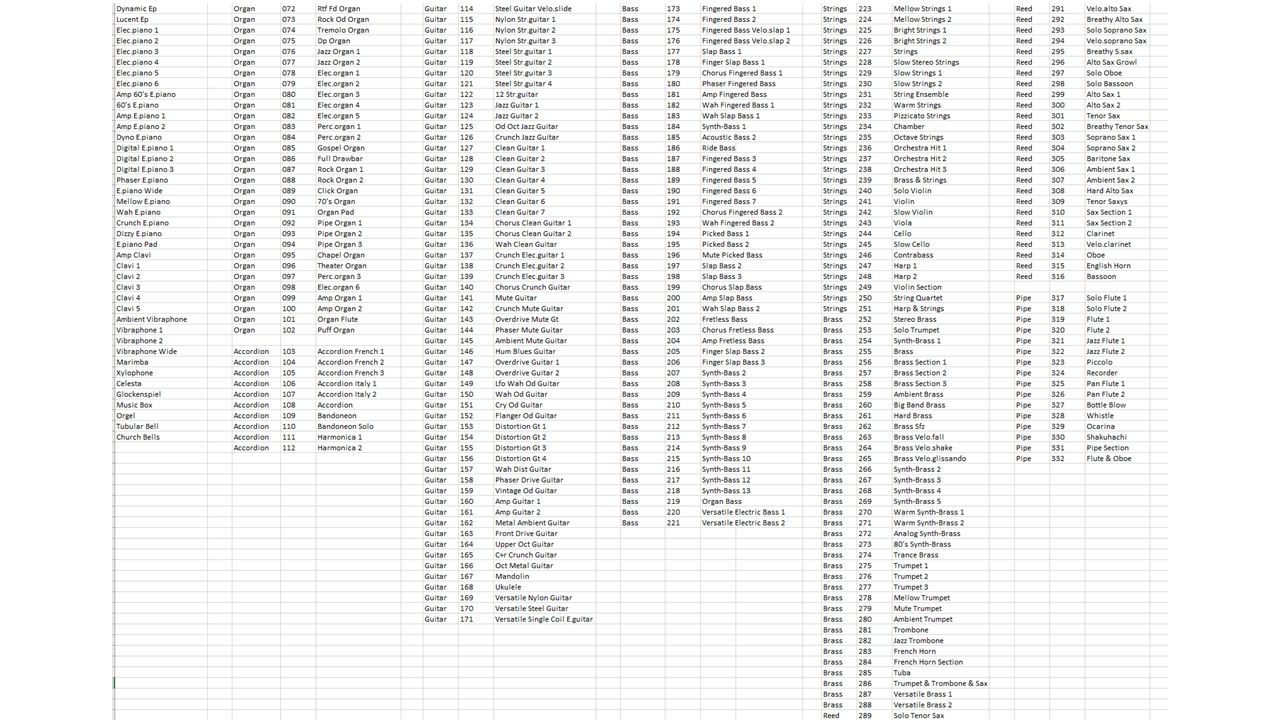 Dynamic Ep Organ 072 Rtf Fd Organ Guitar 114 Steel Guitar Velo.slide Bass 173 Fingered Bass 1 Strings 223 Mellow Strings 1 Reed 291 Velo.alto Sax
Lucent Ep Organ 073 Rock Od Organ Guitar 115 Nylon Str.guitar 1 Bass 174 Fingered Bass 2 Strings 224 Mellow Strings 2 Reed 292 Breathy Alto Sax
Elec.piano 1 Organ 074 Tremolo Organ Guitar 116 Nylon Str.guitar 2 Bass 175 Fingered Bass Velo.slap 1 Strings 225 Bright Strings 1 Reed 293 Solo Soprano Sax
Elec.piano 2 Organ 075 Dp Organ Guitar 117 Nylon Str.guitar 3 Bass 176 Fingered Bass Velo.slap 2 Strings 226 Bright Strings 2 Reed 294 Velo.soprano Sax
Elec.piano 3 Organ 076 Jazz Organ 1 Guitar 118 Steel Str.guitar 1 Bass 177 Slap Bass 1 Strings 227 Strings Reed 295 Breathy S.sax
Elec.piano 4 Organ 077 Jazz Organ 2 Guitar 119 Steel Str.guitar 2 Bass 178 Finger Slap Bass 1 Strings 228 Slow Stereo Strings Reed 296 Alto Sax Growl
Elec.piano 5 Organ 078 Elec.organ 1 Guitar 120 Steel Str.guitar 3 Bass 179 Chorus Fingered Bass 1 Strings 229 Slow Strings 1 Reed 297 Solo Oboe
Elec.piano 6 Organ 079 Elec.organ 2 Guitar 121 Steel Str.guitar 4 Bass 180 Phaser Fingered Bass Strings 230 Slow Strings 2 Reed 298 Solo Bassoon
Amp 60's E.piano Organ 080 Elec.organ 3 Guitar 122 12 Str.guitar Bass 181 Amp Fingered Bass Strings 231 String Ensemble Reed 299 Alto Sax 1
60's E.piano Organ 081 Elec.organ 4 Guitar 123 Jazz Guitar 1 Bass 182 Wah Fingered Bass 1 Strings 232 Warm Strings Reed 300 Alto Sax 2
Amp E.piano 1 Organ 082 Elec.organ 5 Guitar 124 Jazz Guitar 2 Bass 183 Wah Slap Bass 1 Strings 233 Pizzicato Strings Reed 301 Tenor Sax
Amp E.piano 2 Organ 083 Perc.organ 1 Guitar 125 Od Oct Jazz Guitar Bass 184 Synth-Bass 1 Strings 234 Chamber Reed 302 Breathy Tenor Sax
Dyno E.piano Organ 084 Perc.organ 2 Guitar 126 Crunch Jazz Guitar Bass 185 Acoustic Bass 2 Strings 235 Octave Strings Reed 303 Soprano Sax 1
Digital E.piano 1 Organ 085 Gospel Organ Guitar 127 Clean Guitar 1 Bass 186 Ride Bass Strings 236 Orchestra Hit 1 Reed 304 Soprano Sax 2
Digital E.piano 2 Organ 086 Full Drawbar Guitar 128 Clean Guitar 2 Bass 187 Fingered Bass 3 Strings 237 Orchestra Hit 2 Reed 305 Baritone Sax
Digital E.piano 3 Organ 087 Rock Organ 1 Guitar 129 Clean Guitar 3 Bass 188 Fingered Bass 4 Strings 238 Orchestra Hit 3 Reed 306 Ambient Sax 1
Phaser E.piano Organ 088 Rock Organ 2 Guitar 130 Clean Guitar 4 Bass 189 Fingered Bass 5 Strings 239 Brass & Strings Reed 307 Ambient Sax 2
E.piano Wide Organ 089 Click Organ Guitar 131 Clean Guitar 5 Bass 190 Fingered Bass 6 Strings 240 Solo Violin Reed 308 Hard Alto Sax
Mellow E.piano Organ 090 70's Organ Guitar 132 Clean Guitar 6 Bass 191 Fingered Bass 7 Strings 241 Violin Reed 309 Tenor Saxys
Wah E.piano Organ 091 Organ Pad Guitar 133 Clean Guitar 7 Bass 192 Chorus Fingered Bass 2 Strings 242 Slow Violin Reed 310 Sax Section 1
Crunch E.piano Organ 092 Pipe Organ 1 Guitar 134 Chorus Clean Guitar 1 Bass 193 Wah Fingered Bass 2 Strings 243 Viola Reed 311 Sax Section 2
Dizzy E.piano Organ 093 Pipe Organ 2 Guitar 135 Chorus Clean Guitar 2 Bass 194 Picked Bass 1 Strings 244 Cello Reed 312 Clarinet
E.piano Pad Organ 094 Pipe Organ 3 Guitar 136 Wah Clean Guitar Bass 195 Picked Bass 2 Strings 245 Slow Cello Reed 313 Velo.clarinet
Amp Clavi Organ 095 Chapel Organ Guitar 137 Crunch Elec.guitar 1 Bass 196 Mute Picked Bass Strings 246 Contrabass Reed 314 Oboe
Clavi 1 Organ 096 Theater Organ Guitar 138 Crunch Elec.guitar 2 Bass 197 Slap Bass 2 Strings 247 Harp 1 Reed 315 English Horn
Clavi 2 Organ 097 Perc.organ 3 Guitar 139 Crunch Elec.guitar 3 Bass 198 Slap Bass 3 Strings 248 Harp 2 Reed 316 Bassoon
Clavi 3 Organ 098 Elec.organ 6 Guitar 140 Chorus Crunch Guitar Bass 199 Chorus Slap Bass Strings 249 Violin Section
Clavi 4 Organ 099 Amp Organ 1 Guitar 141 Mute Guitar Bass 200 Amp Slap Bass Strings 250 String Quartet Pipe 317 Solo Flute 1
Clavi 5 Organ 100 Amp Organ 2 Guitar 142 Crunch Mute Guitar Bass 201 Wah Slap Bass 2 Strings 251 Harp & Strings Pipe 318 Solo Flute 2
Ambient Vibraphone Organ 101 Organ Flute Guitar 143 Overdrive Mute Gt Bass 202 Fretless Bass Brass 252 Stereo Brass Pipe 319 Flute 1
Vibraphone 1 Organ 102 Puff Organ Guitar 144 Phaser Mute Guitar Bass 203 Chorus Fretless Bass Brass 253 Solo Trumpet Pipe 320 Flute 2
Vibraphone 2 Guitar 145 Ambient Mute Guitar Bass 204 Amp Fretless Bass Brass 254 Synth-Brass 1 Pipe 321 Jazz Flute 1
Vibraphone Wide Accordion 103 Accordion French 1 Guitar 146 Hum Blues Guitar Bass 205 Finger Slap Bass 2 Brass 255 Brass Pipe 322 Jazz Flute 2
Marimba Accordion 104 Accordion French 2 Guitar 147 Overdrive Guitar 1 Bass 206 Finger Slap Bass 3 Brass 256 Brass Section 1 Pipe 323 Piccolo
Xylophone Accordion 105 Accordion French 3 Guitar 148 Overdrive Guitar 2 Bass 207 Synth-Bass 2 Brass 257 Brass Section 2 Pipe 324 Recorder
Celesta Accordion 106 Accordion Italy 1 Guitar 149 Lfo Wah Od Guitar Bass 208 Synth-Bass 3 Brass 258 Brass Section 3 Pipe 325 Pan Flute 1
Glockenspiel Accordion 107 Accordion Italy 2 Guitar 150 Wah Od Guitar Bass 209 Synth-Bass 4 Brass 259 Ambient Brass Pipe 326 Pan Flute 2
Music Box Accordion 108 Accordion Guitar 151 Cry Od Guitar Bass 210 Synth-Bass 5 Brass 260 Big Band Brass Pipe 327 Bottle Blow
Orgel Accordion 109 Bandoneon Guitar 152 Flanger Od Guitar Bass 211 Synth-Bass 6 Brass 261 Hard Brass Pipe 328 Whistle
Tubular Bell Accordion 110 Bandoneon Solo Guitar 153 Distortion Gt 1 Bass 212 Synth-Bass 7 Brass 262 Brass Sfz Pipe 329 Ocarina
Church Bells Accordion 111 Harmonica 1 Guitar 154 Distortion Gt 2 Bass 213 Synth-Bass 8 Brass 263 Brass Velo.fall Pipe 330 Shakuhachi
Accordion 112 Harmonica 2 Guitar 155 Distortion Gt 3 Bass 214 Synth-Bass 9 Brass 264 Brass Velo.shake Pipe 331 Pipe Section
Guitar 156 Distortion Gt 4 Bass 215 Synth-Bass 10 Brass 265 Brass Velo.glissando Pipe 332 Flute & Oboe
Guitar 157 Wah Dist Guitar Bass 216 Synth-Bass 11 Brass 266 Synth-Brass 2
Guitar 158 Phaser Drive Guitar Bass 217 Synth-Bass 12 Brass 267 Synth-Brass 3
Guitar 159 Vintage Od Guitar Bass 218 Synth-Bass 13 Brass 268 Synth-Brass 4
Guitar 160 Amp Guitar 1 Bass 219 Organ Bass Brass 269 Synth-Brass 5
Guitar 161 Amp Guitar 2 Bass 220 Versatile Electric Bass 1 Brass 270 Warm Synth-Brass 1
Guitar 162 Metal Ambient Guitar Bass 221 Versatile Electric Bass 2 Brass 271 Warm Synth-Brass 2
Guitar 163 Front Drive Guitar Brass 272 Analog Synth-Brass
Guitar 164 Upper Oct Guitar Brass 273 80's Synth-Brass
Guitar 165 C+r Crunch Guitar Brass 274 Trance Brass
Guitar 166 Oct Metal Guitar Brass 275 Trumpet 1
Guitar 167 Mandolin Brass 276 Trumpet 2
Guitar 168 Ukulele Brass 277 Trumpet 3
Guitar 169 Versatile Nylon Guitar Brass 278 Mellow Trumpet
Guitar 170 Versatile Steel Guitar Brass 279 Mute Trumpet
Guitar 171 Versatile Single Coil E.guitar Brass 280 Ambient Trumpet
Brass 281 Trombone
Brass 282 Jazz Trombone
Brass 283 French Horn
Brass 284 French Horn Section
Brass 285 Tuba
Brass 286 Trumpet & Trombone & Sax
Brass 287 Versatile Brass 1
Brass 288 Versatile Brass 2
Reed 289 Solo Tenor Sax